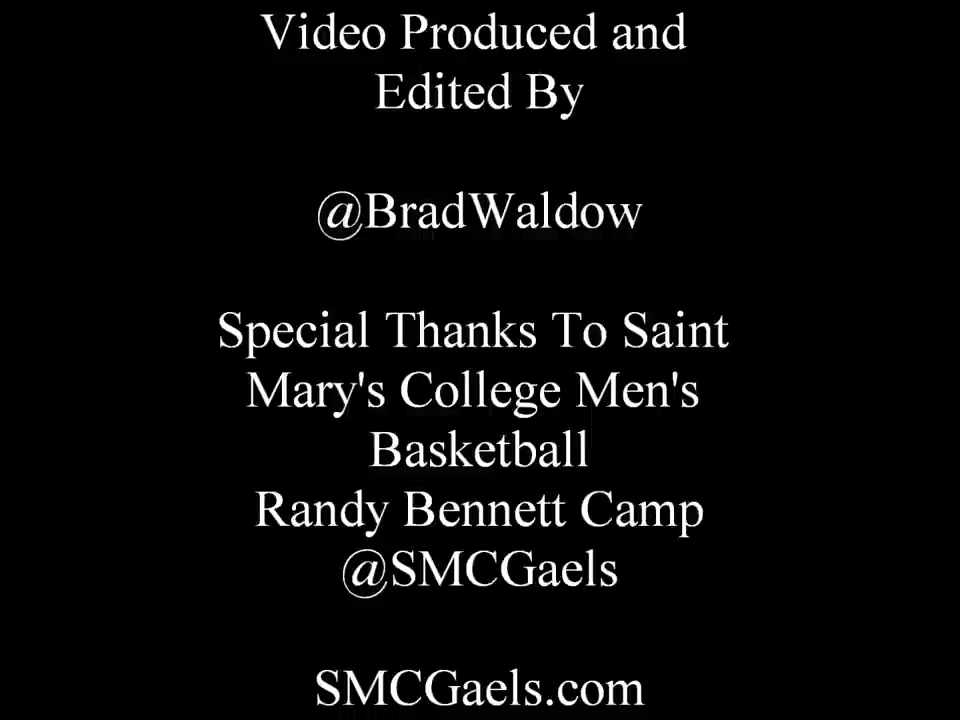 Video Produced and
Edited By
@BradWaldow
Special Thanks To Saint
Mary's College Men's
Basketball
Randy Bennett Camp
@SMCGaels
SMCGaels.com